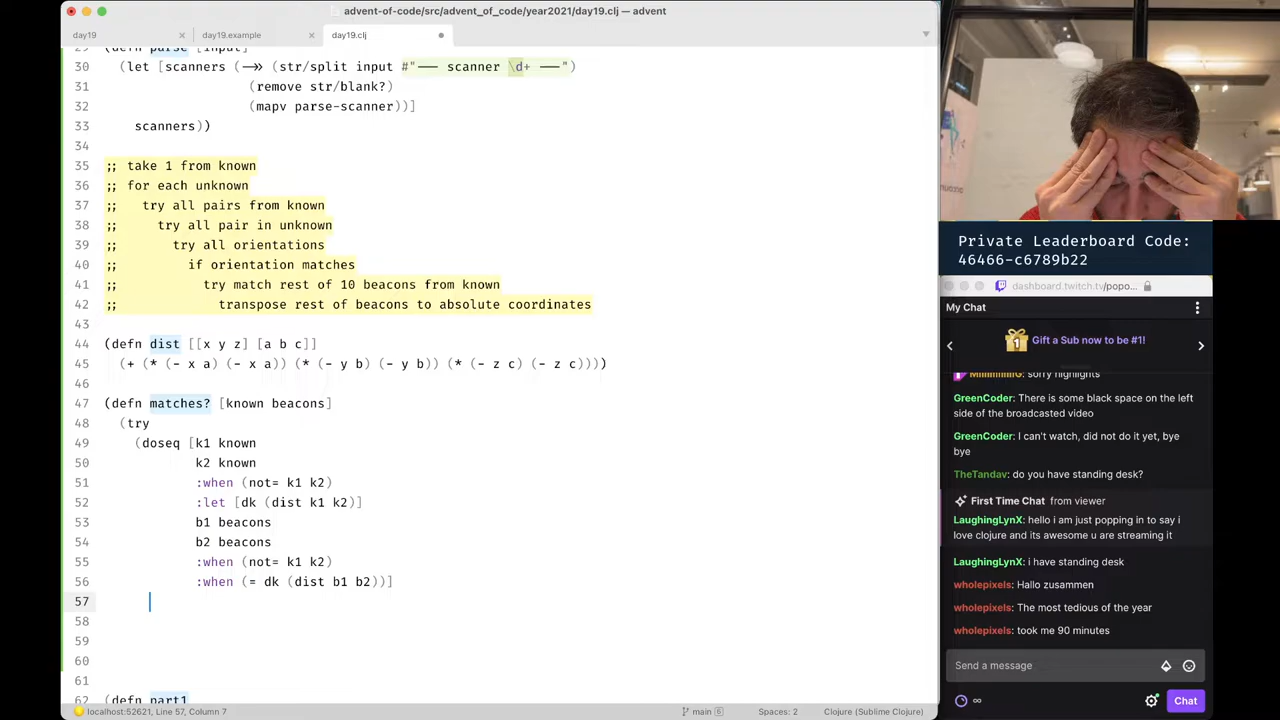 advent-of-code/src/advent_of_code/year2021/day19.clj — advent
day19 × day19.example × day19.clj
29 (defn parse [input]
30 (let [scanners (->> (str/split input #"--- scanner \d+ ---")
31 (remove str/blank?)
32 (mapv parse-scanner))]
33 scanners))
34
35 ;; take 1 from known
36 ;; for each unknown
37 ;; try all pairs from known
38 ;; try all pair in unknown
39 ;; try all orientations
40 ;; if orientation matches
41 ;; try match rest of 10 beacons from known
42 ;; transpose rest of beacons to absolute coordinates
43
44 (defn dist [[x y z] [a b c]]
45 (+ (* (- x a) (- x a)) (* (- y b) (- y b)) (* (- z c) (- z c))))
46
47 (defn matches? [known beacons]
48 (try
49 (doseq [k1 known
50 k2 known
51 :when (not= k1 k2)
52 :let [dk (dist k1 k2)]
53 b1 beacons
54 b2 beacons
55 :when (not= k1 k2)
56 :when (= dk (dist b1 b2))]
57
58
59
60
61
62 (defn part1
localhost:52621, Line 57, Column 7
main 6
Spaces: 2
Clojure (Sublime Clojure)
Private Leaderboard Code:
46466-c6789b22
dashboard.twitch.tv/popo...
My Chat
Gift a Sub now to be #1!
1
sorry highlights
GreenCoder: There is some black space on the left
side of the broadcasted video
GreenCoder: I can't watch, did not do it yet, bye
bye
TheTandav: do you have standing desk?
First Time Chat from viewer
LaughingLynX: hello i am just popping in to say i
love clojure and its awesome u are streaming it
LaughingLynX: i have standing desk
wholepixels: Hallo zusammen
wholepixels: The most tedious of the year
wholepixels: took me 90 minutes
Send a message
∞
Chat